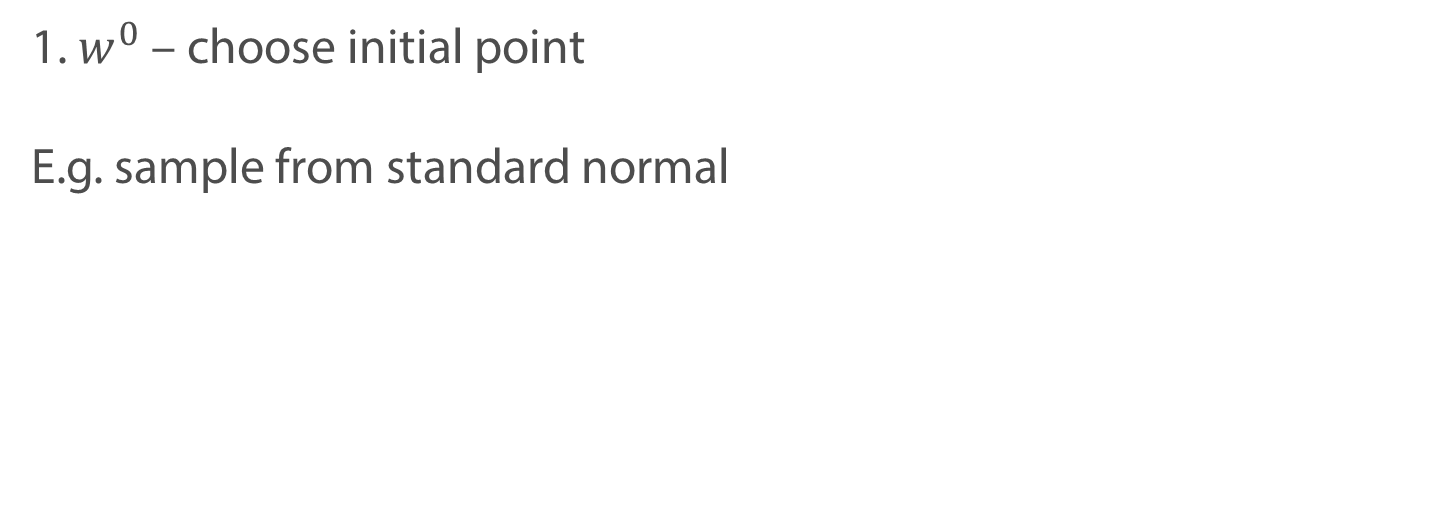 1. w⁰ – choose initial point
E.g. sample from standard normal